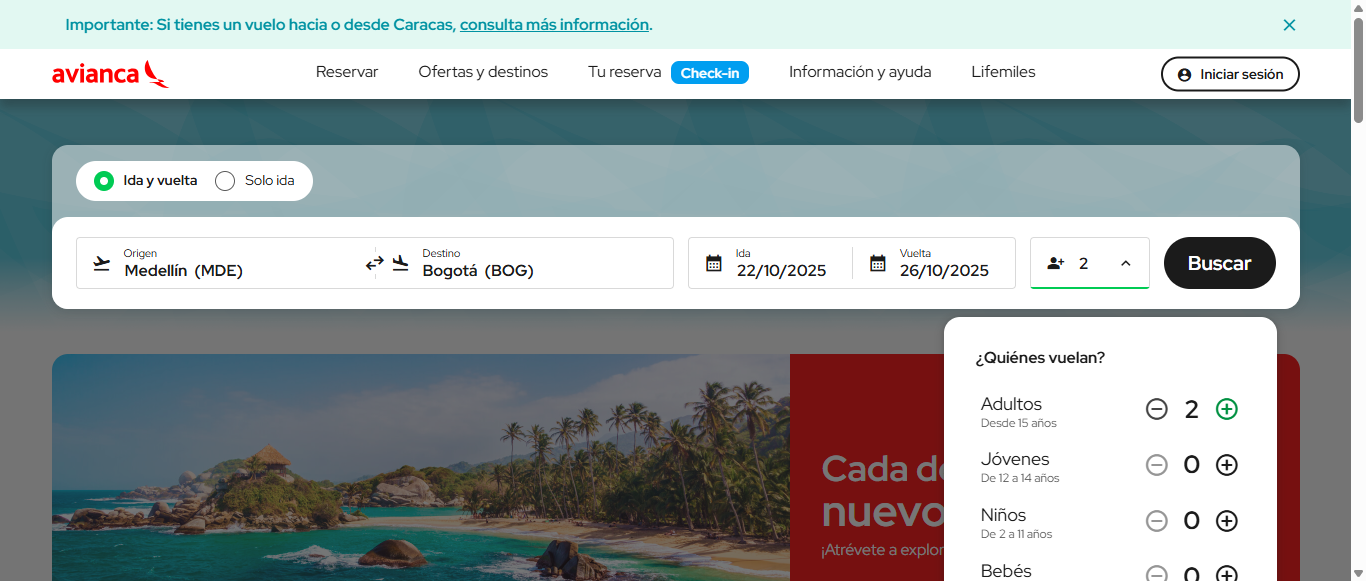 Importante: Si tienes un vuelo hacia o desde Caracas, consulta más información.
avianca
Reservar
Ofertas y destinos
Tu reserva
Check-in
Información y ayuda
Lifemiles
Iniciar sesión
Ida y vuelta
Solo ida
Origen
Medellín (MDE)
Destino
Bogotá (BOG)
Ida
22/10/2025
Vuelta
26/10/2025
2
Buscar
¿Quiénes vuelan?
Adultos
Desde 15 años
2
Jóvenes
De 12 a 14 años
0
Niños
De 2 a 11 años
0
Bebés
0
Cada
nuevo
¡Atrévete a explor